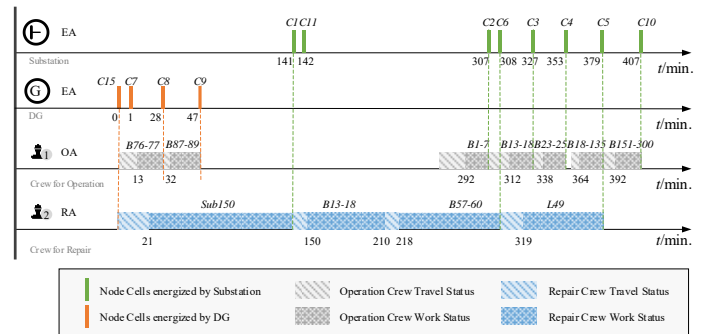 C1 C11 C2 C6 C3 C4 C5 C10
EA
Substation
141 142 307 308 327 353 379 407
t/min.
C15 C7 C8 C9
G EA
DG
0 1 28 47
t/min.
B76-77 B87-89 B1-7 B13-18 B23-25 B18-135 B151-300
1 OA
Crew for Operation
13 32 292 312 338 364 392
t/min.
Sub150 B13-18 B57-60 L49
2 RA
Crew for Repair
21 150 210 218 319
t/min.
Node Cells energized by Substation Operation Crew Travel Status Repair Crew Travel Status
Node Cells energized by DG Operation Crew Work Status Repair Crew Work Status